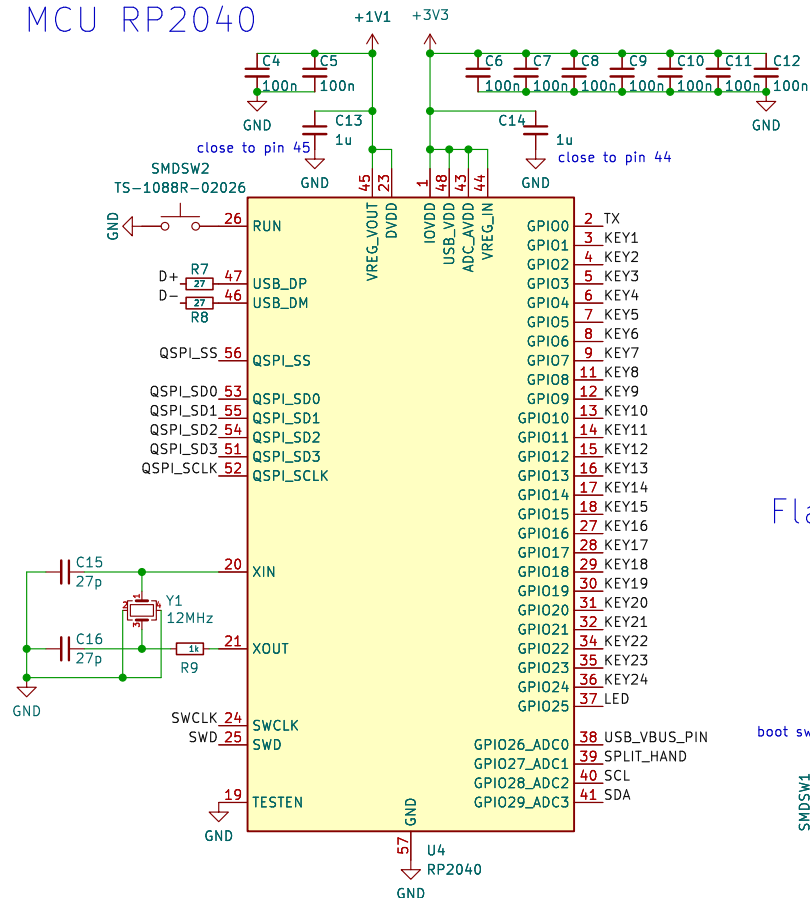 MCU RP2040
+1V1
+3V3
C4
100n
C5
100n
C6
100n
C7
100n
C8
100n
C9
100n
C10
100n
C11
100n
C12
100n
GND
GND
C13
1u
close to pin 45
GND
C14
1u
close to pin 44
GND
SMDSW2
TS-1088R-02026
GND
45
23
1
48
43
44
VREG_VOUT
DVDD
IOVDD
USB_VDD
ADC_AVDD
VREG_IN
26 RUN
D+ R7 27 47 USB_DP
D- 27 R8 46 USB_DM
QSPI_SS 56 QSPI_SS
QSPI_SD0 53 QSPI_SD0
QSPI_SD1 55 QSPI_SD1
QSPI_SD2 54 QSPI_SD2
QSPI_SD3 51 QSPI_SD3
QSPI_SCLK 52 QSPI_SCLK
C15
27p
20 XIN
1
2
4
3
Y1
12MHz
C16
27p
1k
R9
21 XOUT
GND
SWCLK 24 SWCLK
SWD 25 SWD
19 TESTEN
GND
GPIO0 2 TX
GPIO1 3 KEY1
GPIO2 4 KEY2
GPIO3 5 KEY3
GPIO4 6 KEY4
GPIO5 7 KEY5
GPIO6 8 KEY6
GPIO7 9 KEY7
GPIO8 11 KEY8
GPIO9 12 KEY9
GPIO10 13 KEY10
GPIO11 14 KEY11
GPIO12 15 KEY12
GPIO13 16 KEY13
GPIO14 17 KEY14
GPIO15 18 KEY15
GPIO16 27 KEY16
GPIO17 28 KEY17
GPIO18 29 KEY18
GPIO19 30 KEY19
GPIO20 31 KEY20
GPIO21 32 KEY21
GPIO22 34 KEY22
GPIO23 35 KEY23
GPIO24 36 KEY24
GPIO25 37 LED
GPIO26_ADC0 38 USB_VBUS_PIN
GPIO27_ADC1 39 SPLIT_HAND
GPIO28_ADC2 40 SCL
GPIO29_ADC3 41 SDA
GND
57
U4
RP2040
GND
Fla
boot sw
SMDSW1